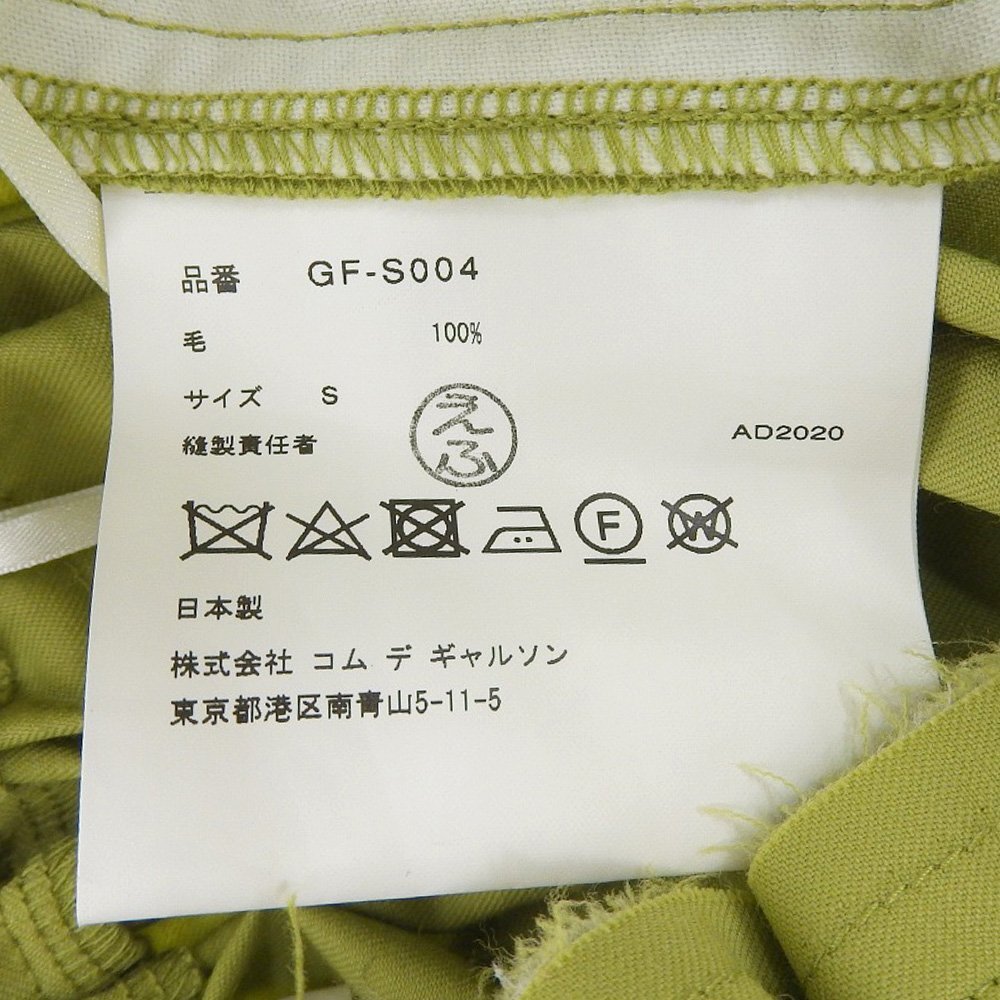 品番 GF-S004
毛 100%
サイズ S
縫製責任者 えふ AD2020
F W
日本製
株式会社 コム デ ギャルソン
東京都港区南青山5-11-5